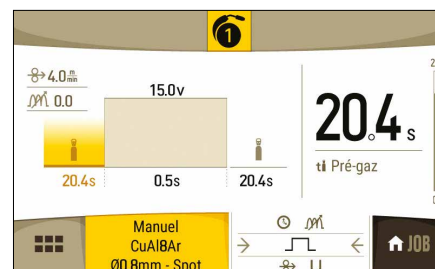 1
4.0 m/min
0.0
15.0v
20.4s
0.5s
20.4s
20.4 s
ti Pré-gaz
Manuel
CuAl8Ar
Ø0.8mm - Spot
JOB